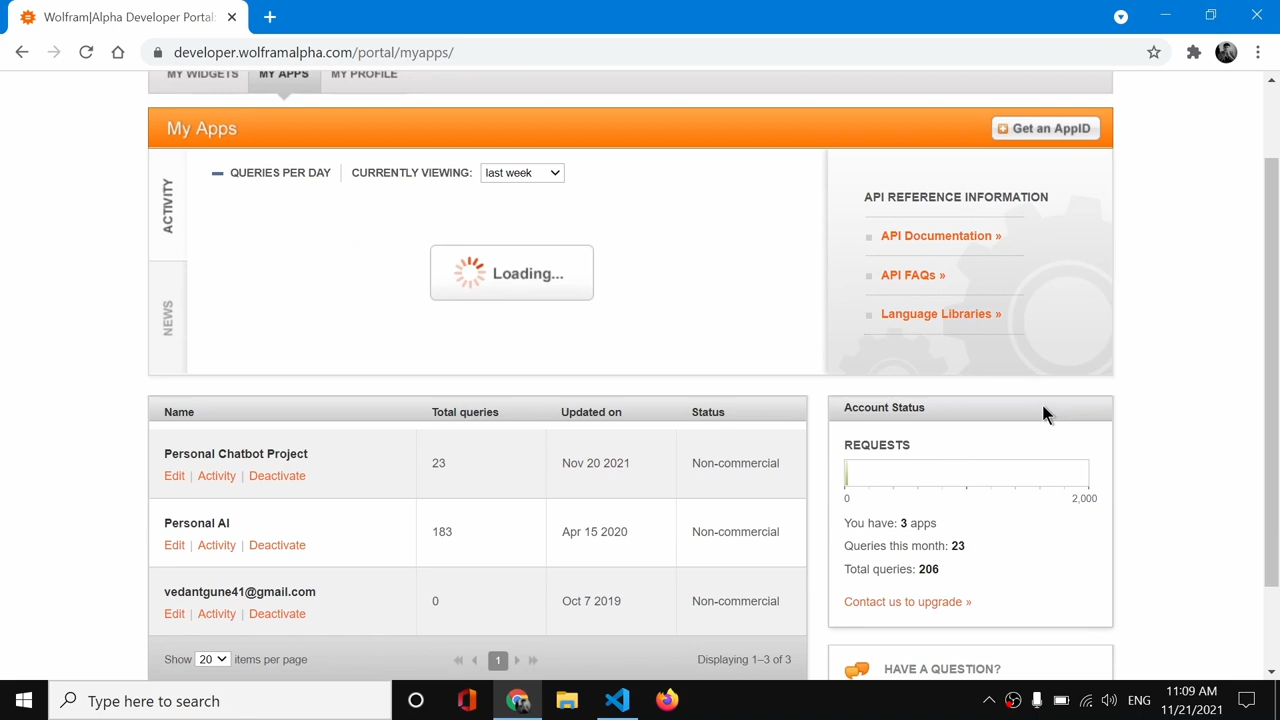 Wolfram|Alpha Developer Portal:
developer.wolframalpha.com/portal/myapps/
MY WIDGETS MY APPS MY PROFILE
My Apps
Get an AppID
ACTIVITY
NEWS
QUERIES PER DAY CURRENTLY VIEWING: last week
Loading...
API REFERENCE INFORMATION
API Documentation »
API FAQs »
Language Libraries »
Name Total queries Updated on Status
Personal Chatbot Project 23 Nov 20 2021 Non-commercial
Edit | Activity | Deactivate
Personal AI 183 Apr 15 2020 Non-commercial
Edit | Activity | Deactivate
vedantgune41@gmail.com 0 Oct 7 2019 Non-commercial
Edit | Activity | Deactivate
Show 20 items per page 1 Displaying 1–3 of 3
Account Status
REQUESTS
0 2,000
You have: 3 apps
Queries this month: 23
Total queries: 206
Contact us to upgrade »
HAVE A QUESTION?
Type here to search
ENG
11:09 AM
11/21/2021